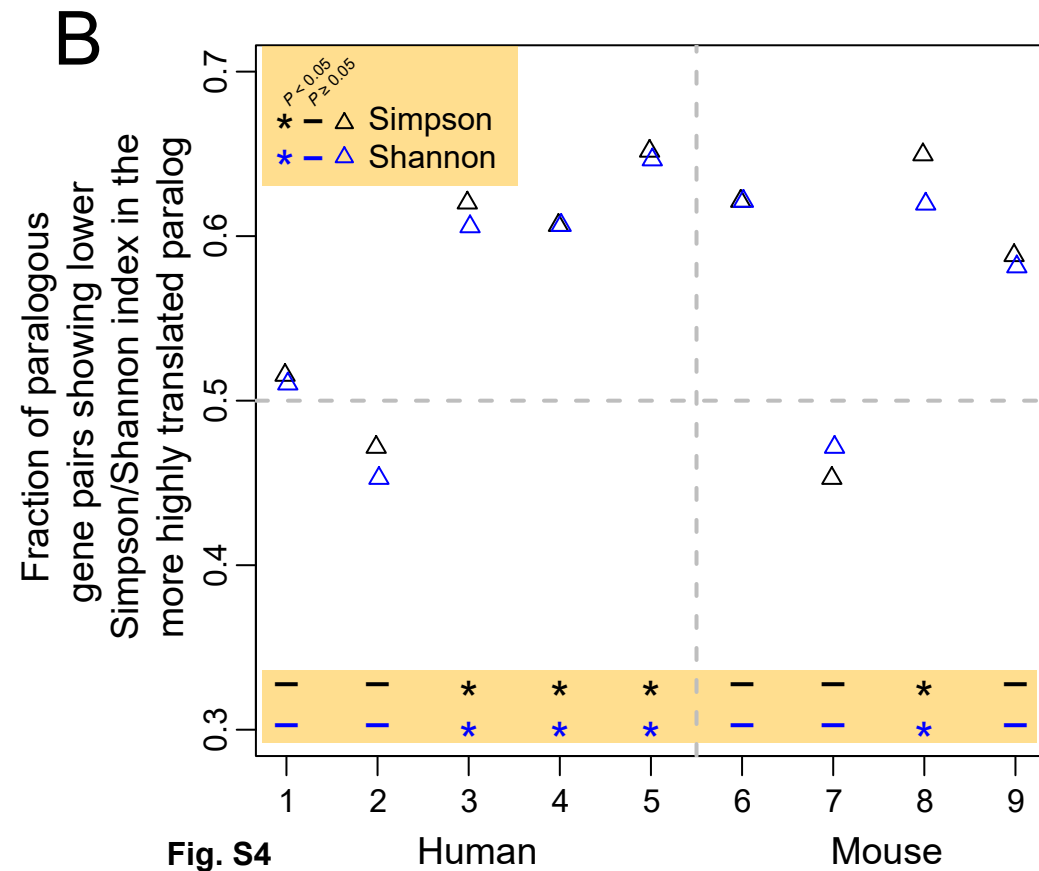 B
Fraction of paralogous
gene pairs showing lower
Simpson/Shannon index in the
more highly translated paralog
0.7
0.6
0.5
0.4
0.3
P < 0.05
P ≥ 0.05
* – △ Simpson
* – △ Shannon
– – * * * – – * –
– – * * * – – * –
1 2 3 4 5 6 7 8 9
Fig. S4 Human Mouse